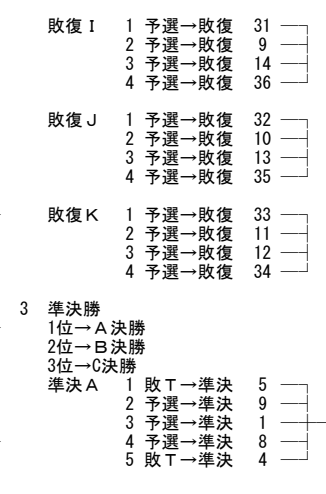 敗復Ｉ 1 予選→敗復 31
2 予選→敗復 9
3 予選→敗復 14
4 予選→敗復 36
敗復Ｊ 1 予選→敗復 32
2 予選→敗復 10
3 予選→敗復 13
4 予選→敗復 35
敗復Ｋ 1 予選→敗復 33
2 予選→敗復 11
3 予選→敗復 12
4 予選→敗復 34
3 準決勝
1位→Ａ決勝
2位→Ｂ決勝
3位→C決勝
準決Ａ 1 敗Ｔ→準決 5
2 予選→準決 9
3 予選→準決 1
4 予選→準決 8
5 敗Ｔ→準決 4